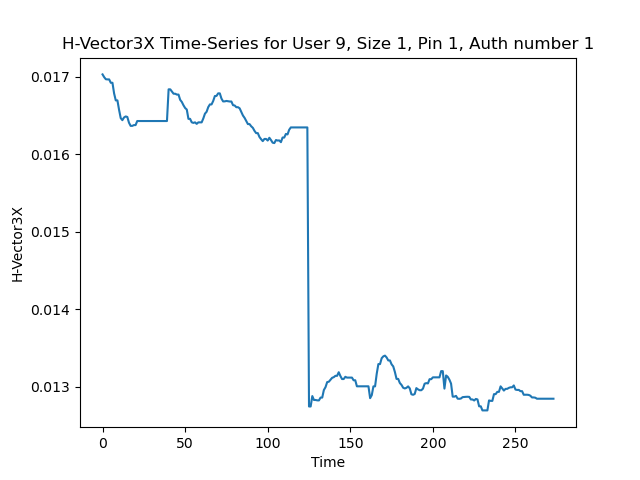 H-Vector3X Time-Series for User 9, Size 1, Pin 1, Auth number 1
0.017
0.016
0.015
0.014
0.013
H-Vector3X
0 50 100 150 200 250
Time